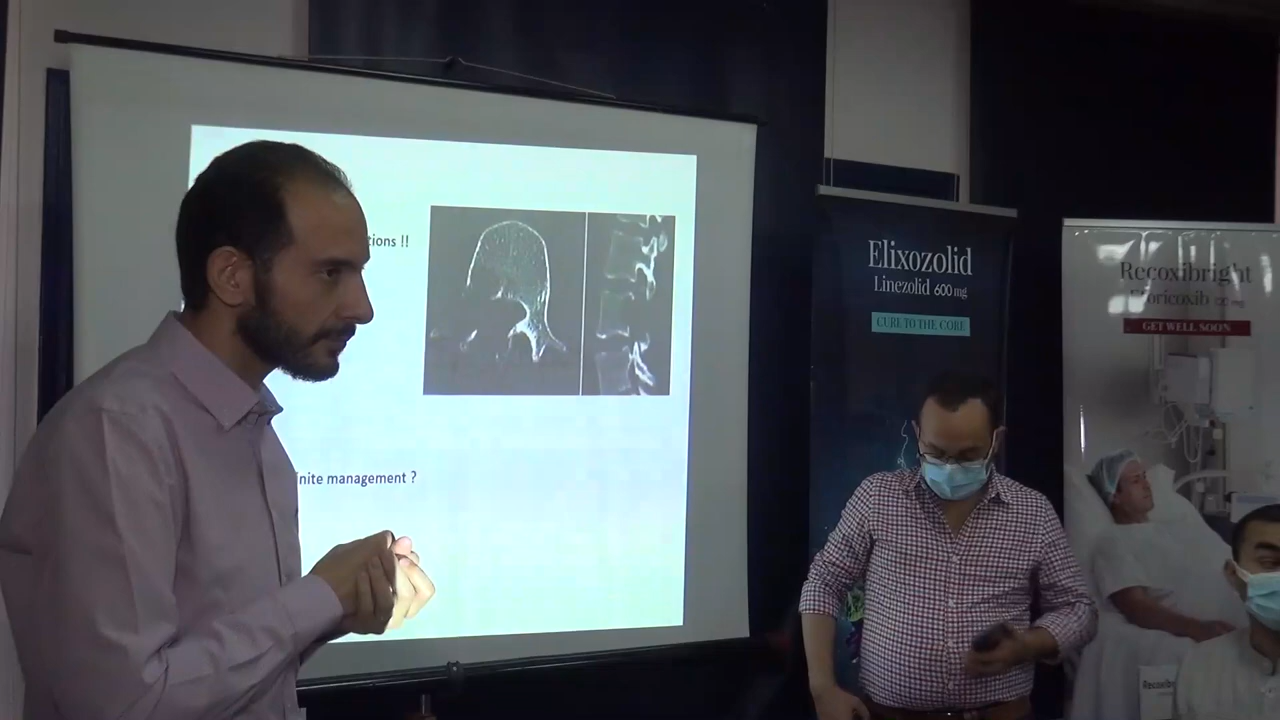 tions !!
nite management ?
Elixozolid
Linezolid 600 mg
CURE TO THE CORE
Recoxibright
GET WELL SOON